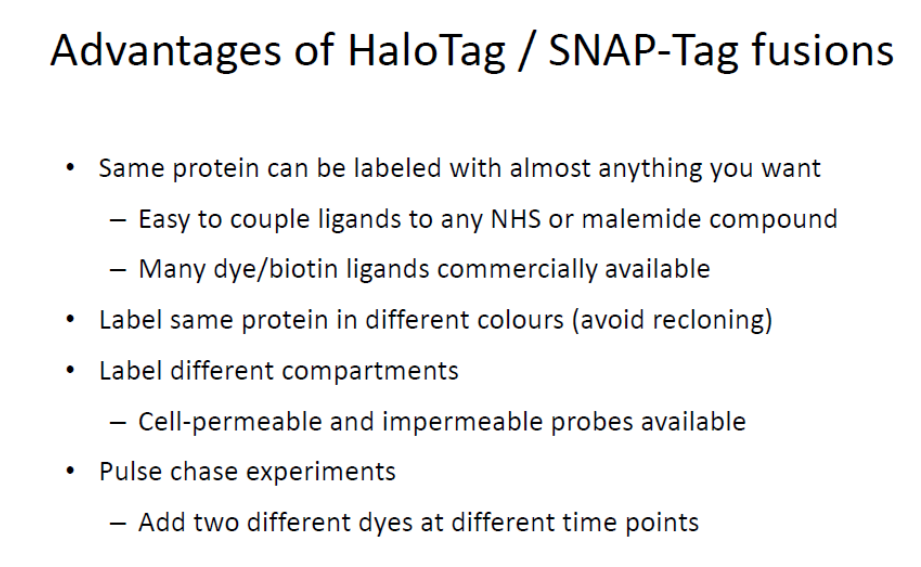 Advantages of HaloTag / SNAP-Tag fusions
• Same protein can be labeled with almost anything you want
– Easy to couple ligands to any NHS or malemide compound
– Many dye/biotin ligands commercially available
• Label same protein in different colours (avoid recloning)
• Label different compartments
– Cell-permeable and impermeable probes available
• Pulse chase experiments
– Add two different dyes at different time points